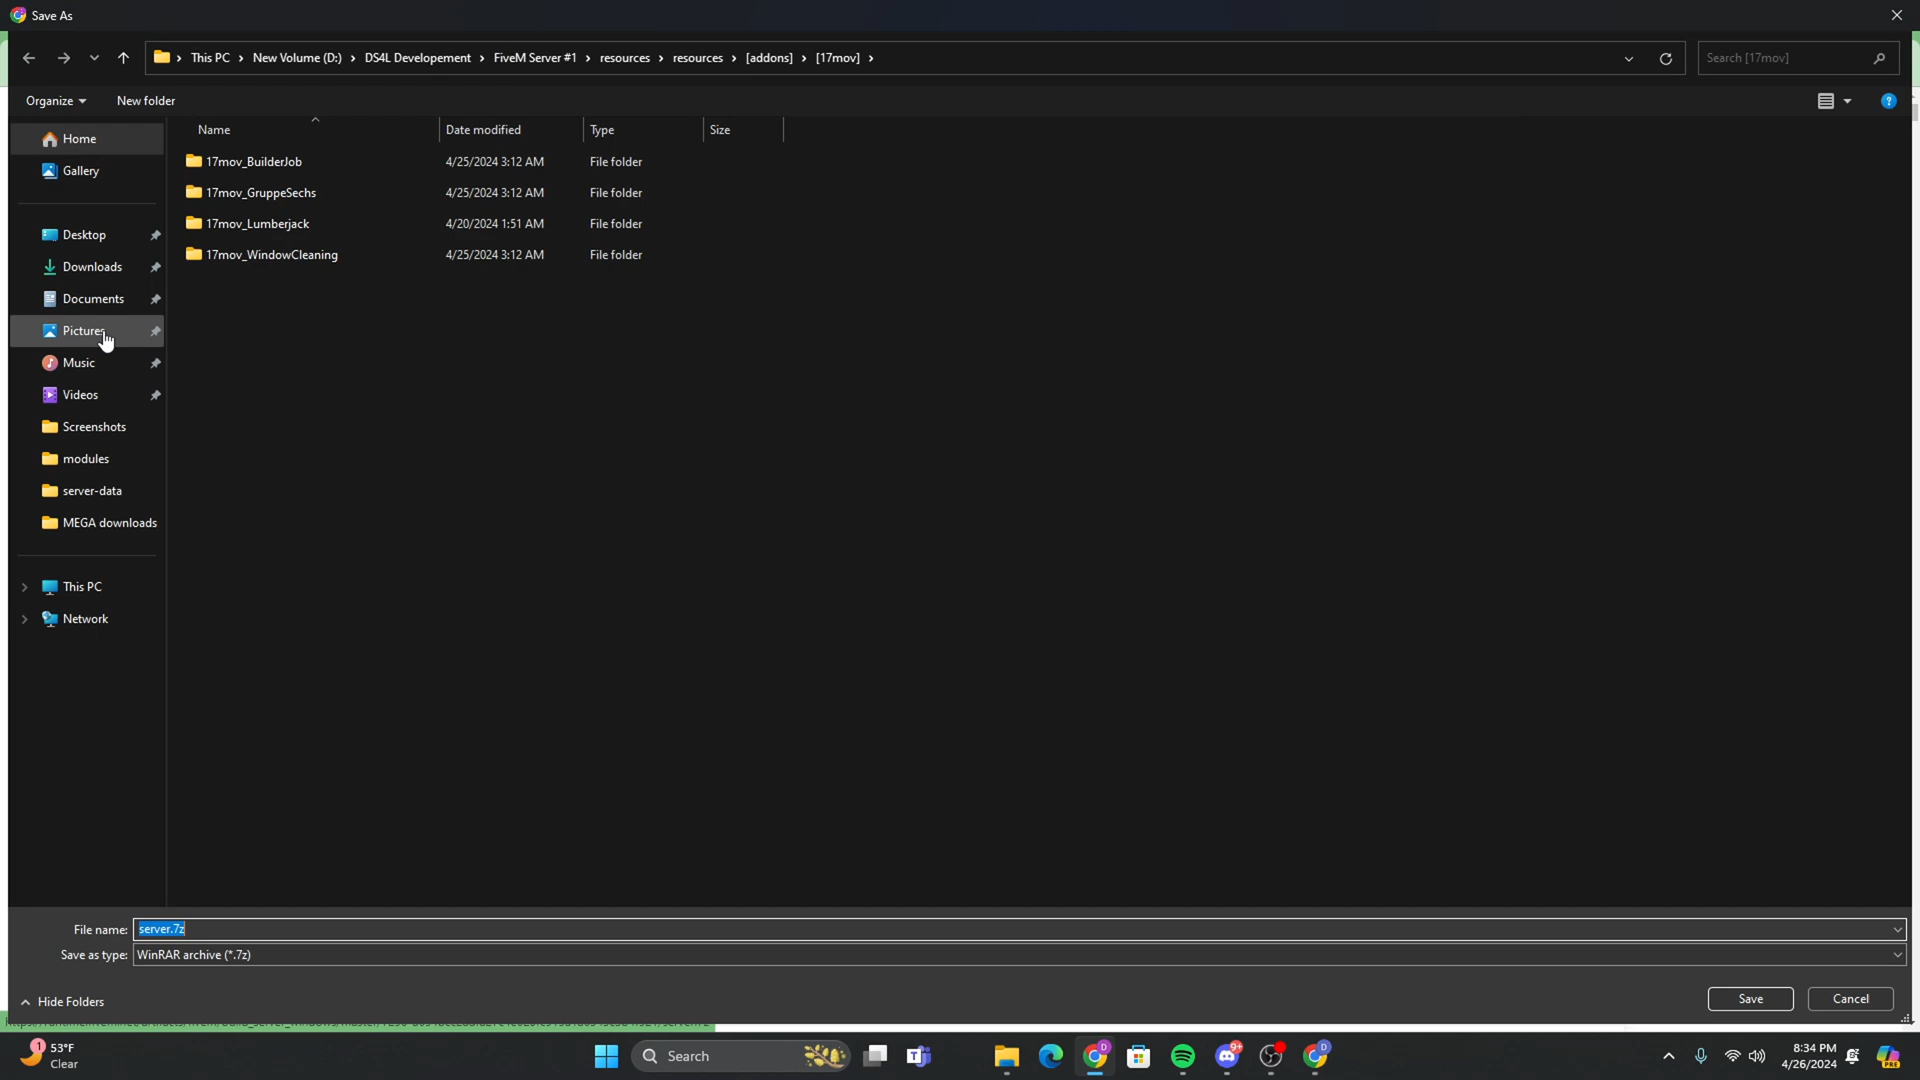 Save As
This PC > New Volume (D:) > DS4L Developement > FiveM Server #1 > resources > resources > [addons] > [17mov] >
Search [17mov]
Organize
New folder
Name
Date modified
Type
Size
Home
Gallery
Desktop
Downloads
Documents
Pictures
Music
Videos
Screenshots
modules
server-data
MEGA downloads
This PC
Network
17mov_BuilderJob 4/25/2024 3:12 AM File folder
17mov_GruppeSechs 4/25/2024 3:12 AM File folder
17mov_Lumberjack 4/20/2024 1:51 AM File folder
17mov_WindowCleaning 4/25/2024 3:12 AM File folder
File name: server.7z
Save as type: WinRAR archive (*.7z)
Hide Folders
Save
Cancel
1
53°F
Clear
Search
D
9+
D
8:34 PM
4/26/2024
PRE